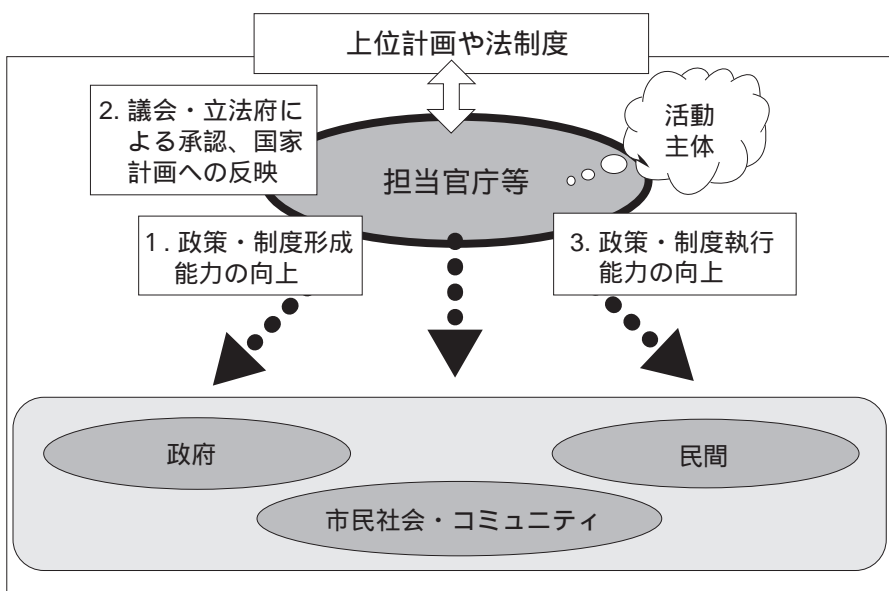 上位計画や法制度
2. 議会・立法府に
よる承認、国家
計画への反映
活動
主体
担当官庁等
1. 政策・制度形成
能力の向上
3. 政策・制度執行
能力の向上
政府
民間
市民社会・コミュニティ